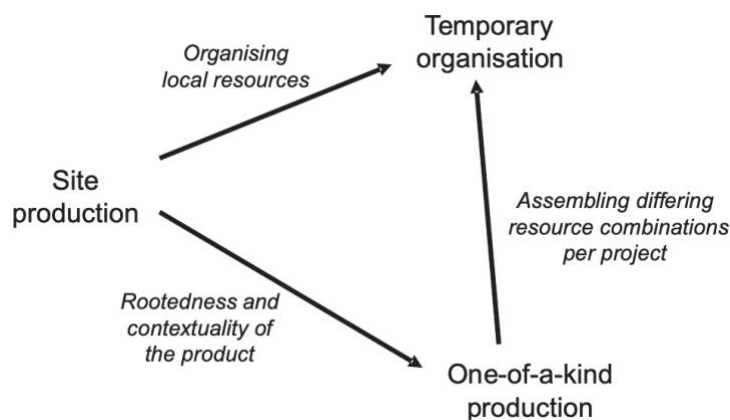 Temporary
organisation
Organising
local resources
Site
production
Assembling differing
resource combinations
per project
Rootedness and
contextuality of
the product
One-of-a-kind
production